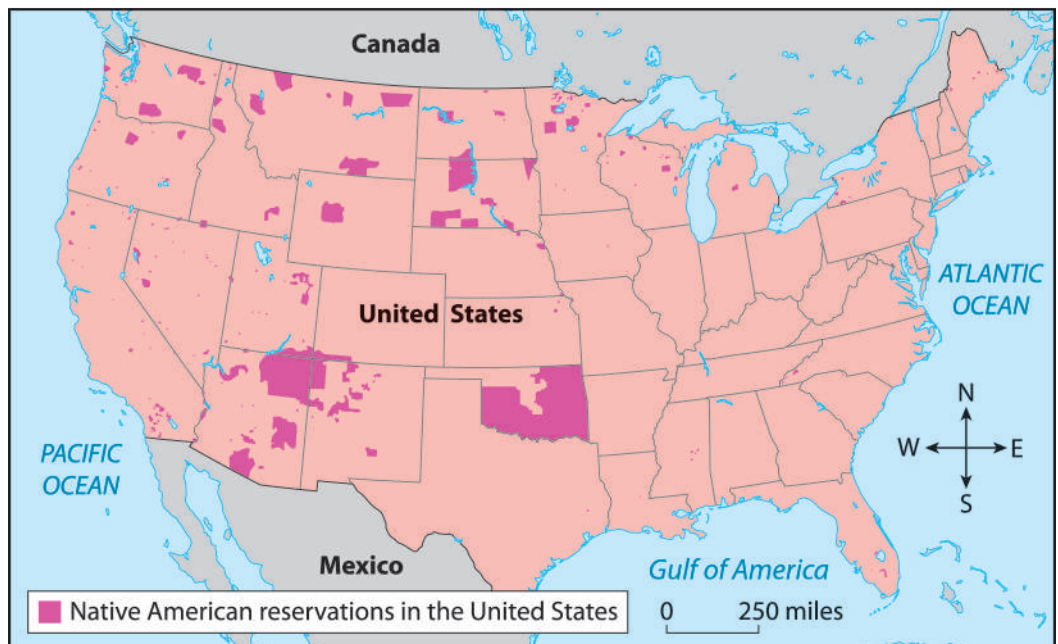 Canada
United States
ATLANTIC
OCEAN
N
W
E
S
PACIFIC
OCEAN
Mexico
Gulf of America
Native American reservations in the United States
0
250 miles